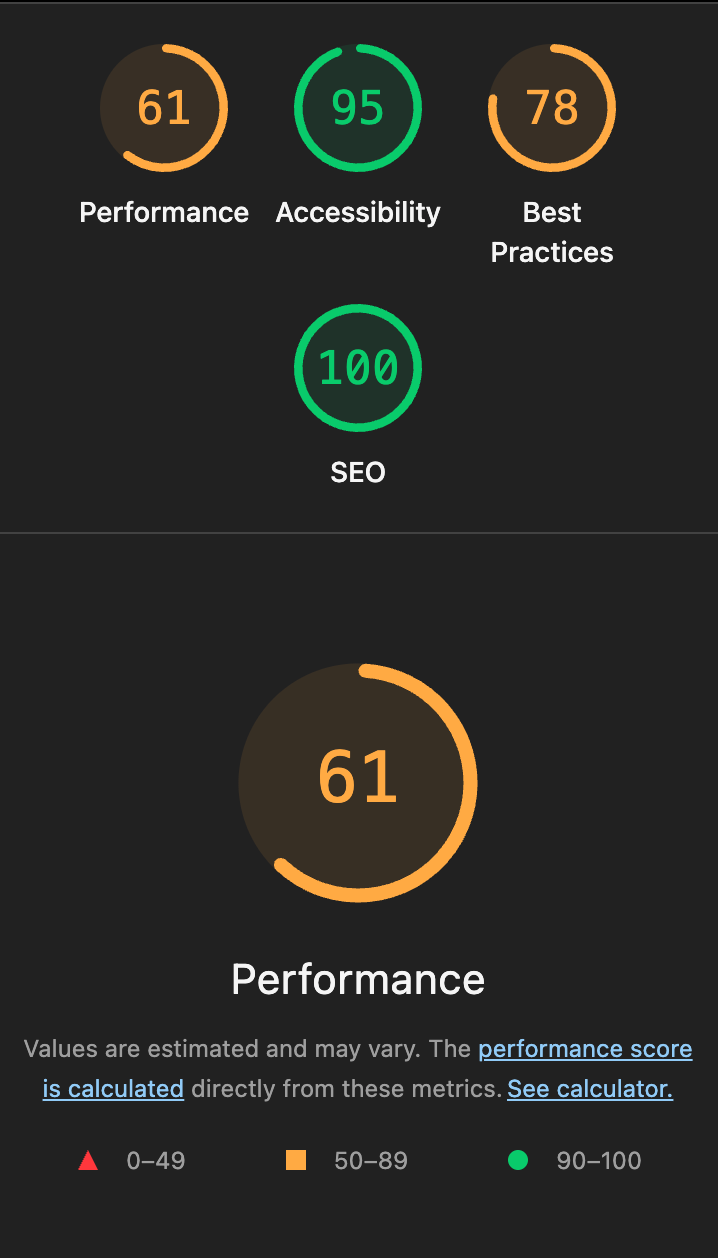 61
95
78
Performance
Accessibility
Best
Practices
100
SEO
61
Performance
Values are estimated and may vary. The performance score
is calculated directly from these metrics. See calculator.
0–49
50–89
90–100